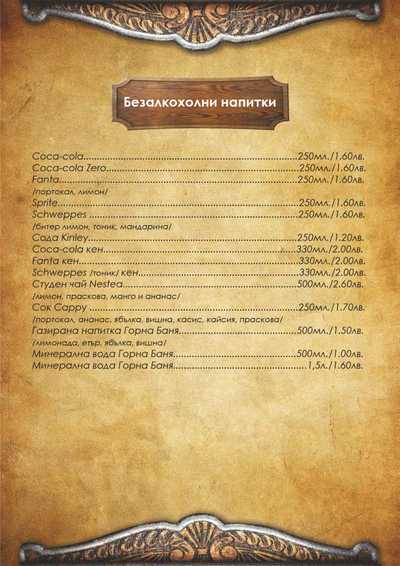 Безалкохолни напитки
Coca-cola............................................................250мл./1.60лв.
Coca-cola Zero......................................................250мл./1.60лв.
Fanta..................................................................250мл./1.60лв.
/портокал, лимон/
Sprite..................................................................250мл./1.60лв.
Schweppes ..........................................................250мл./1.60лв.
/битер лимон, тоник, мандарина/
Сода Kinley..........................................................250мл./1.20лв.
Coca-cola кен.......................................................330мл./2.00лв.
Fanta кен.............................................................330мл./2.00лв.
Schweppes /тоник/ кен...........................................330мл./2.00лв.
Студен чай Nestea.................................................500мл./2.60лв.
/лимон, праскова, манго и ананас/
Сок Cappy ...........................................................250мл./1.70лв.
/портокал, ананас, ябълка, вишна, касис, кайсия, праскова/
Газирана напитка Горна Баня..................................500мл./1.50лв.
/лимонада, етър, ябълка, вишна/
Минерална вода Горна Баня...................................500мл./1.00лв.
Минерална вода Горна Баня......................................1,5л./1.60лв.